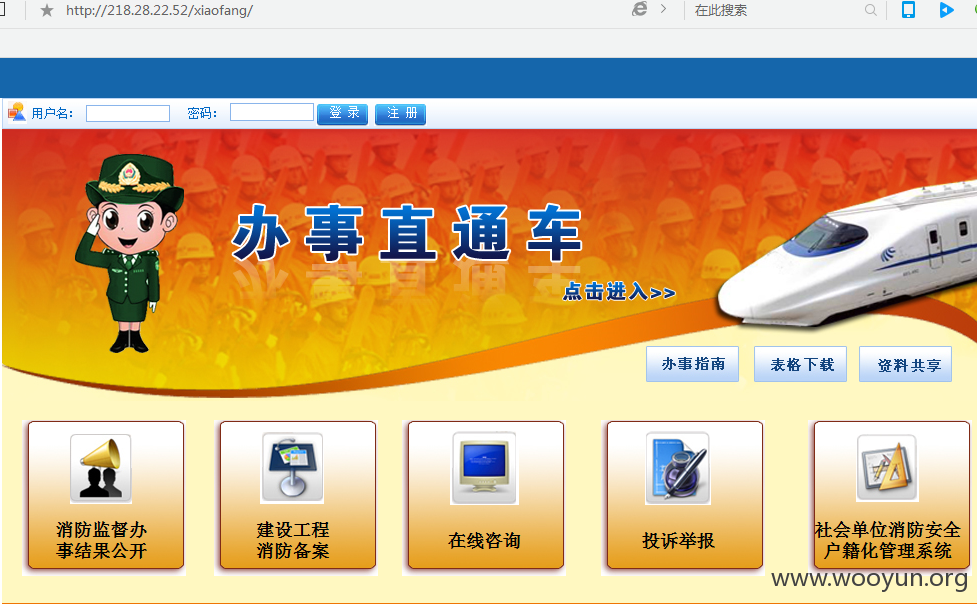 http://218.28.22.52/xiaofang/
在此搜索
用户名：
密码：
登 录
注 册
办事直通车
点击进入>>
办事指南
表格下载
资料共享
消防监督办
事结果公开
建设工程
消防备案
在线咨询
投诉举报
社会单位消防安全
户籍化管理系统
www.wooyun.org